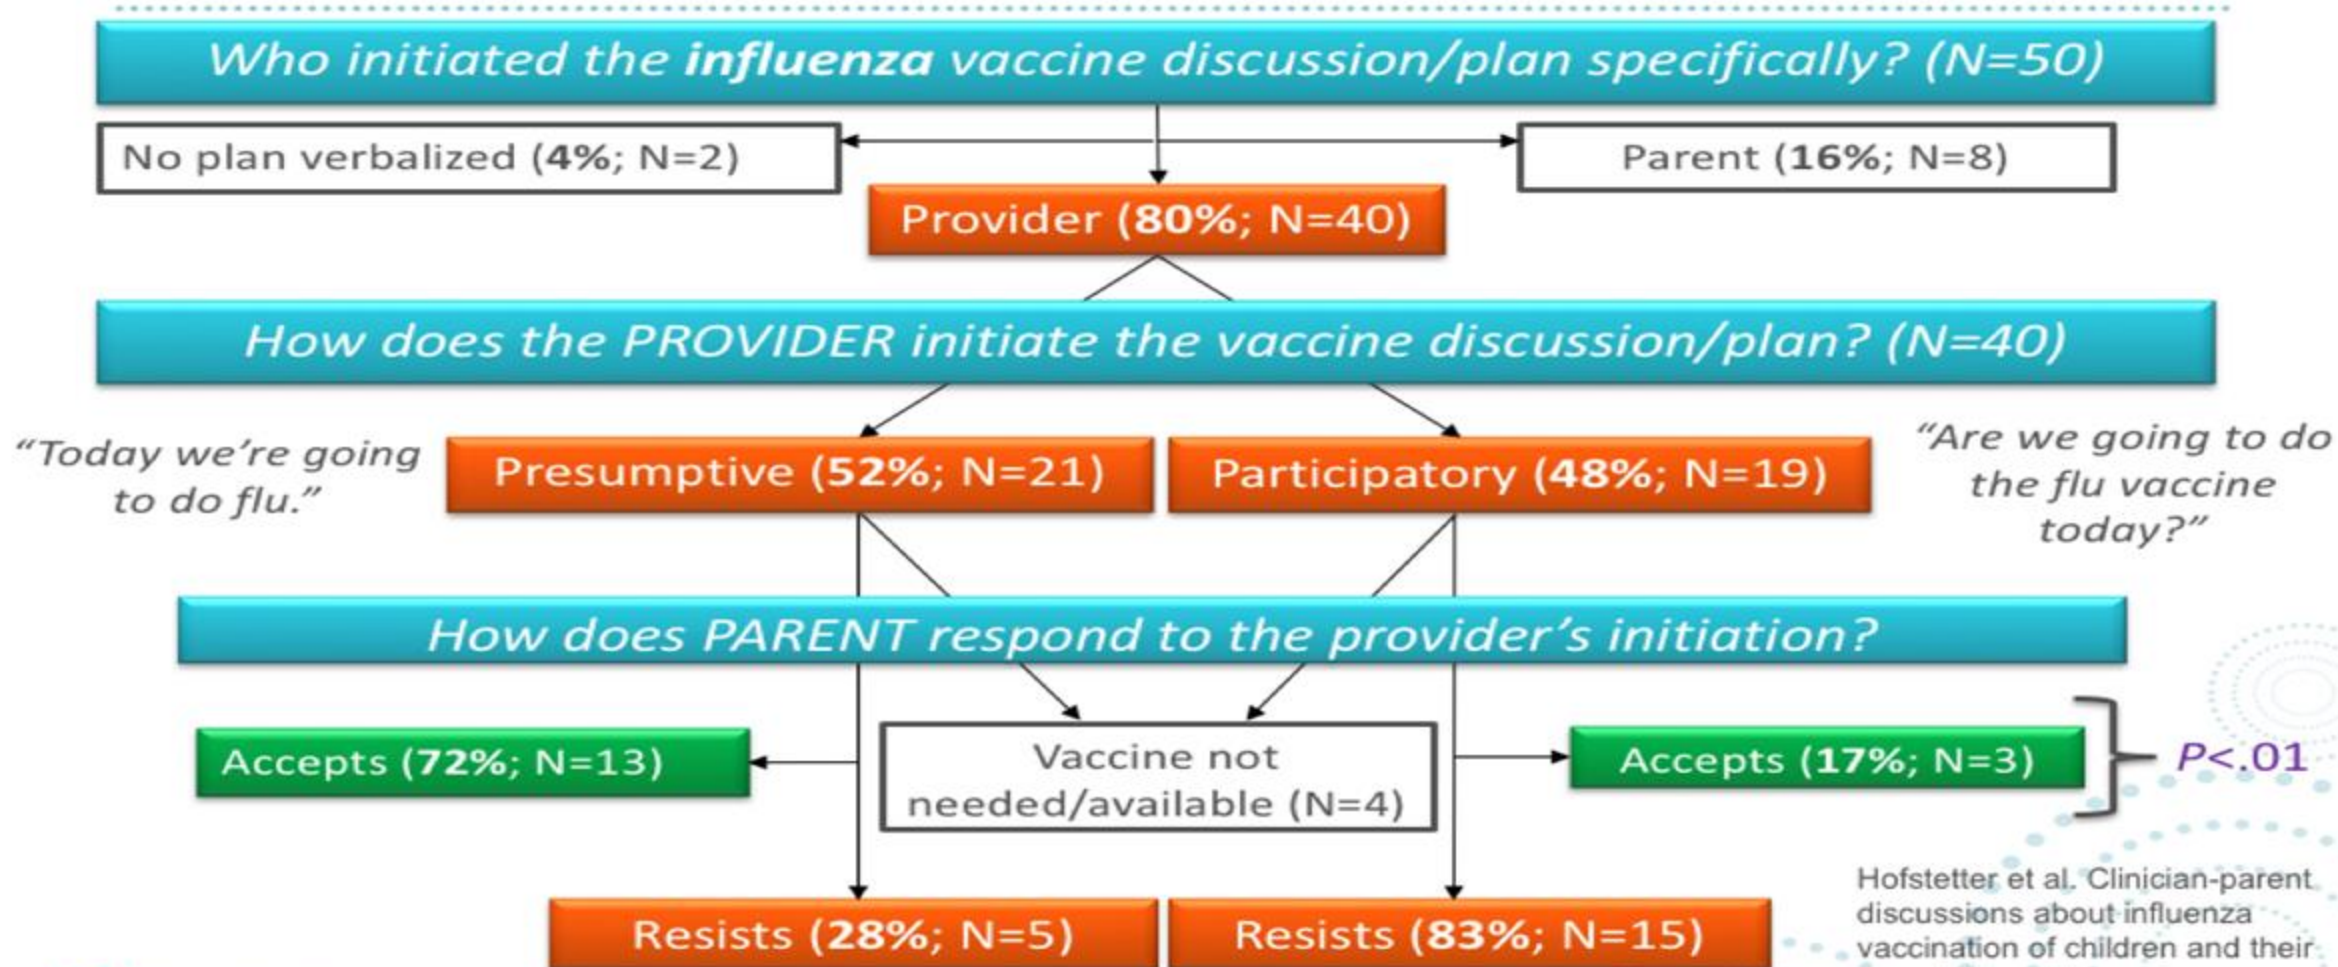 Who initiated the influenza vaccine discussion/plan specifically? (N=50)
No plan verbalized (4%; N=2)
Parent (16%; N=8)
Provider (80%; N=40)
How does the PROVIDER initiate the vaccine discussion/plan? (N=40)
“Today we’re going
to do flu.”
Presumptive (52%; N=21)
Participatory (48%; N=19)
“Are we going to do
the flu vaccine
today?”
How does PARENT respond to the provider’s initiation?
Accepts (72%; N=13)
Vaccine not
needed/available (N=4)
Accepts (17%; N=3)
P<.01
Resists (28%; N=5)
Resists (83%; N=15)
Hofstetter et al. Clinician-parent
discussions about influenza
vaccination of children and their